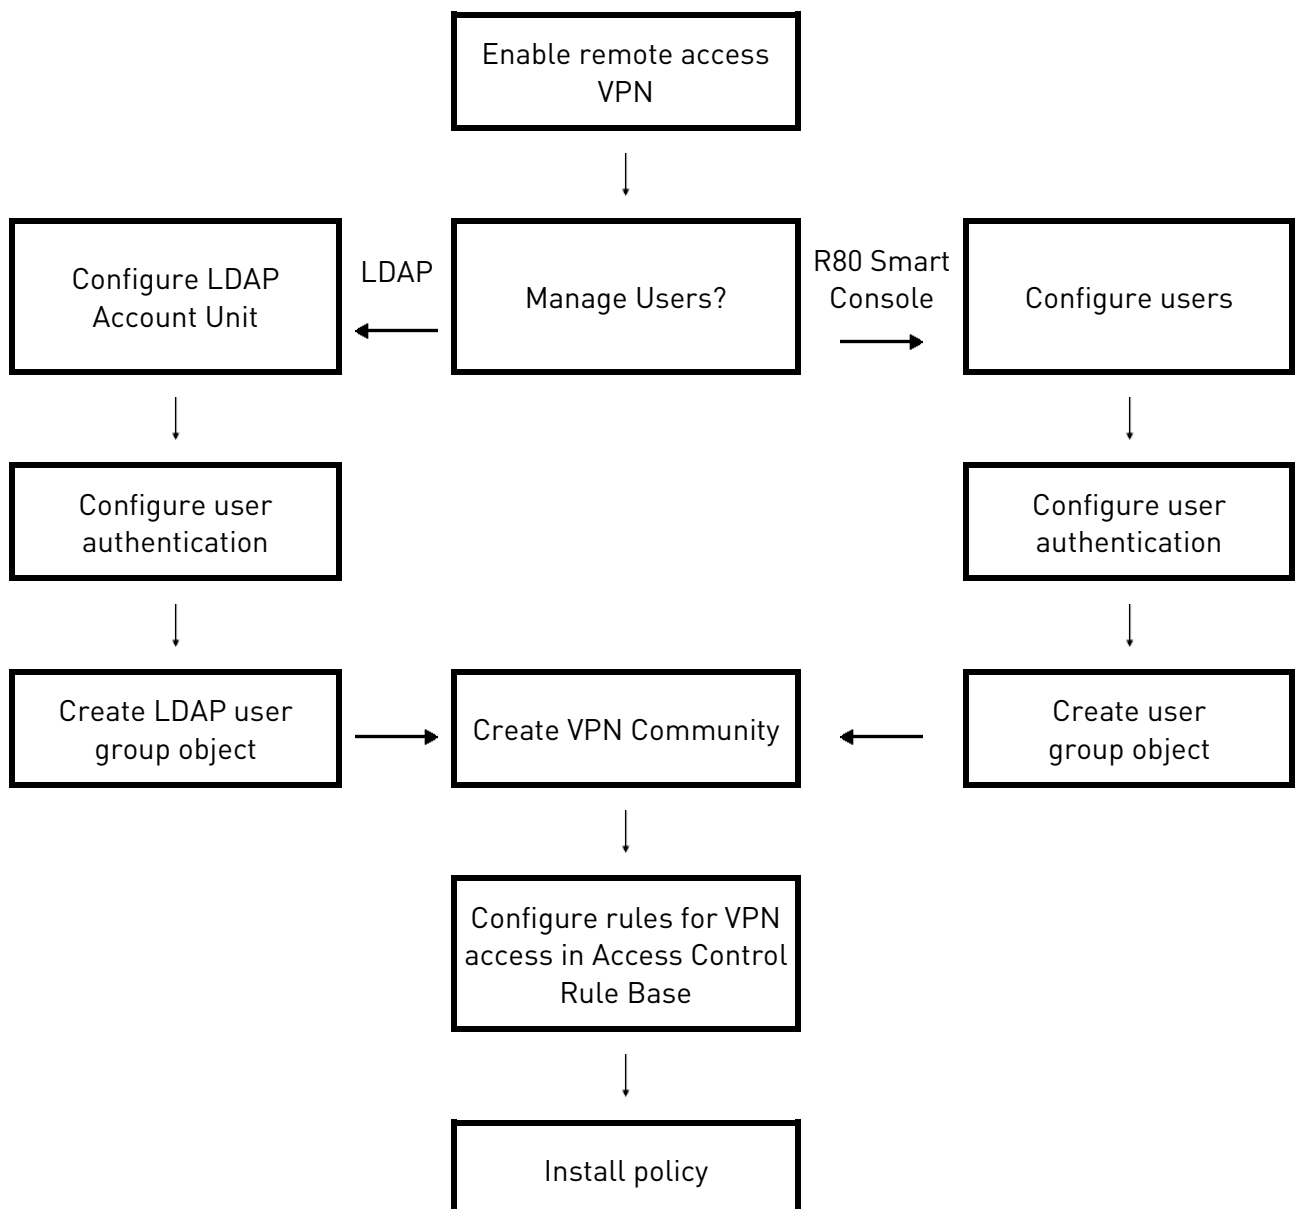 Enable remote access
VPN
Configure LDAP
Account Unit
LDAP
Manage Users?
R80 Smart
Console
Configure users
Configure user
authentication
Configure user
authentication
Create LDAP user
group object
Create VPN Community
Create user
group object
Configure rules for VPN
access in Access Control
Rule Base
Install policy